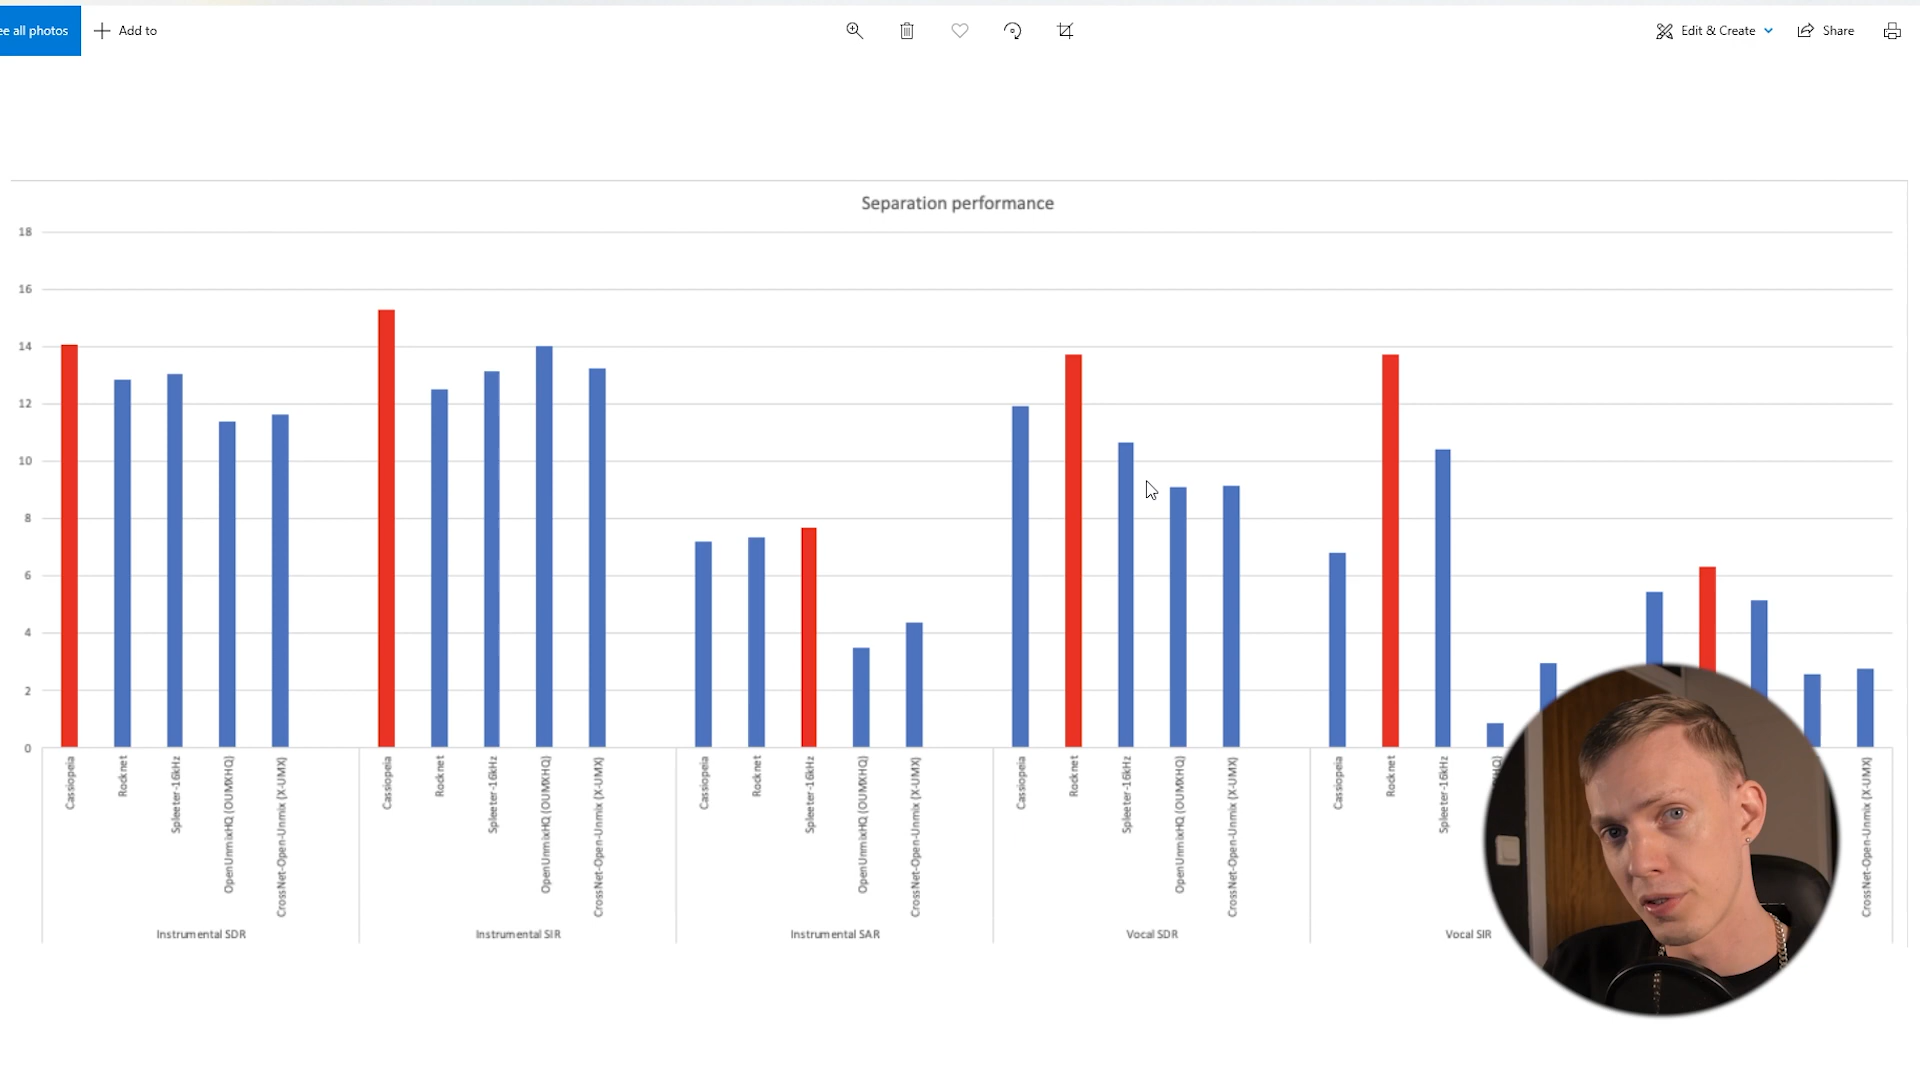 ee all photos
Add to
Edit & Create
Share
Separation performance
18
16
14
12
10
8
6
4
2
0
Cassiopeia
Rocknet
Spleeter-16kHz
OpenUnmixHQ (OUMXHQ)
CrossNet-Open-Unmix (X-UMX)
Cassiopeia
Rocknet
Spleeter-16kHz
OpenUnmixHQ (OUMXHQ)
CrossNet-Open-Unmix (X-UMX)
Cassiopeia
Rocknet
Spleeter-16kHz
OpenUnmixHQ (OUMXHQ)
CrossNet-Open-Unmix (X-UMX)
Cassiopeia
Rocknet
Spleeter-16kHz
OpenUnmixHQ (OUMXHQ)
CrossNet-Open-Unmix (X-UMX)
Cassiopeia
Rocknet
Spleeter-16kHz
CrossNet-Open-Unmix (X-UMX)
Instrumental SDR
Instrumental SIR
Instrumental SAR
Vocal SDR
Vocal SIR